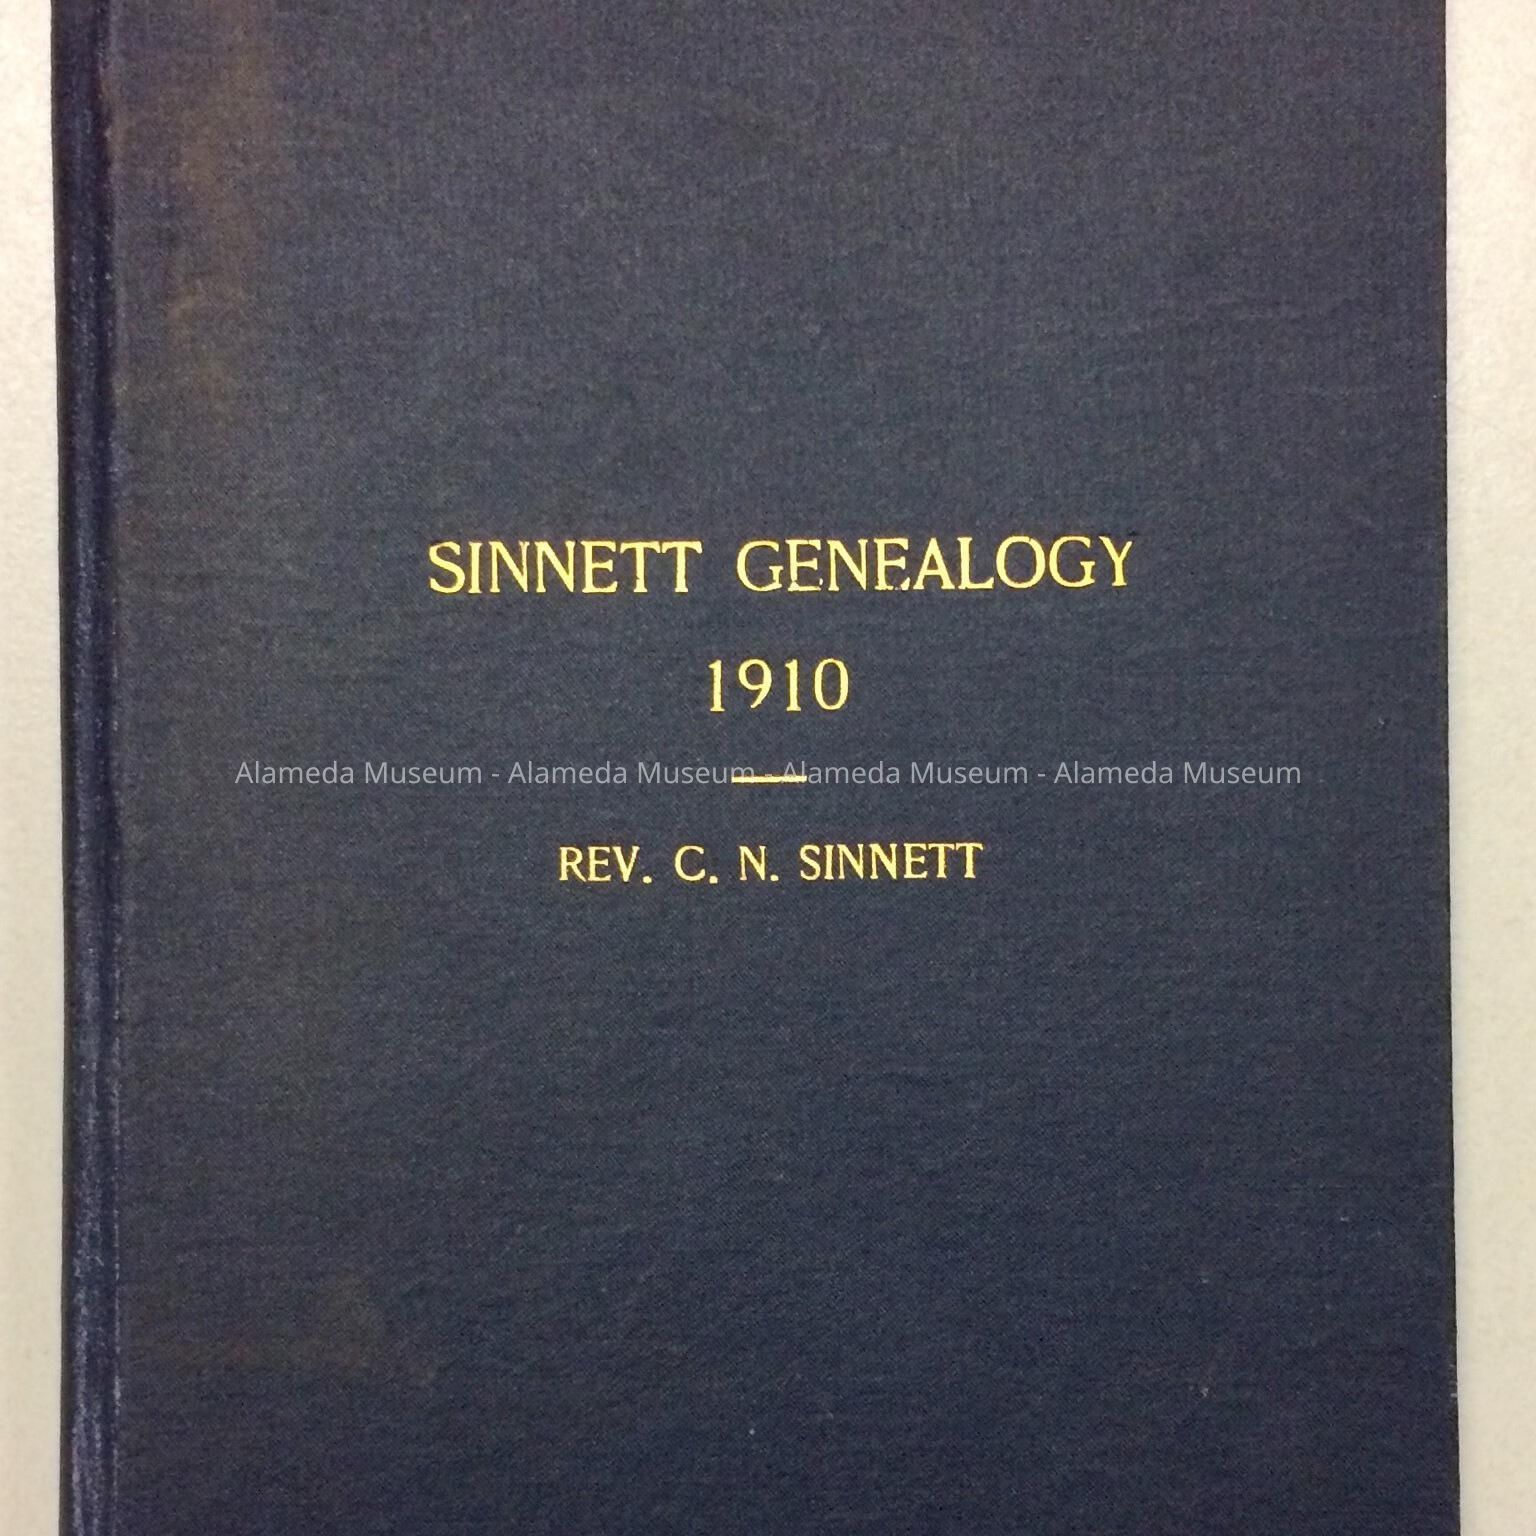 SINNETT GENEALOGY
1910
Alameda Museum - Alameda Museum - Alameda Museum - Alameda Museum
REV. C. N. SINNETT